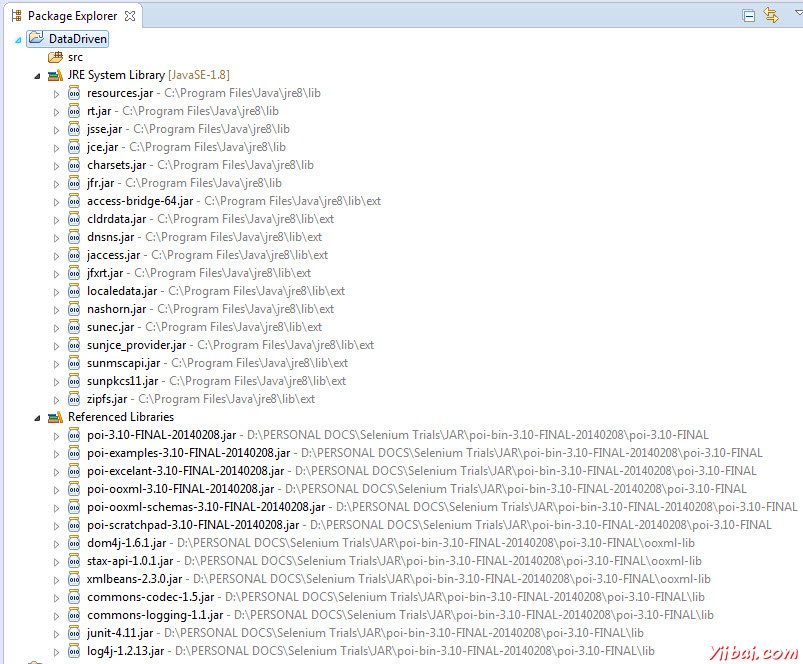 Package Explorer
DataDriven
src
JRE System Library [JavaSE-1.8]
resources.jar - C:\Program Files\Java\jre8\lib
rt.jar - C:\Program Files\Java\jre8\lib
jsse.jar - C:\Program Files\Java\jre8\lib
jce.jar - C:\Program Files\Java\jre8\lib
charsets.jar - C:\Program Files\Java\jre8\lib
jfr.jar - C:\Program Files\Java\jre8\lib
access-bridge-64.jar - C:\Program Files\Java\jre8\lib\ext
cldrdata.jar - C:\Program Files\Java\jre8\lib\ext
dnsns.jar - C:\Program Files\Java\jre8\lib\ext
jaccess.jar - C:\Program Files\Java\jre8\lib\ext
jfxrt.jar - C:\Program Files\Java\jre8\lib\ext
localedata.jar - C:\Program Files\Java\jre8\lib\ext
nashorn.jar - C:\Program Files\Java\jre8\lib\ext
sunec.jar - C:\Program Files\Java\jre8\lib\ext
sunjce_provider.jar - C:\Program Files\Java\jre8\lib\ext
sunmscapi.jar - C:\Program Files\Java\jre8\lib\ext
sunpkcs11.jar - C:\Program Files\Java\jre8\lib\ext
zipfs.jar - C:\Program Files\Java\jre8\lib\ext
Referenced Libraries
poi-3.10-FINAL-20140208.jar - D:\PERSONAL DOCS\Selenium Trials\JAR\poi-bin-3.10-FINAL-20140208\poi-3.10-FINAL
poi-examples-3.10-FINAL-20140208.jar - D:\PERSONAL DOCS\Selenium Trials\JAR\poi-bin-3.10-FINAL-20140208\poi-3.10-FINAL
poi-excelant-3.10-FINAL-20140208.jar - D:\PERSONAL DOCS\Selenium Trials\JAR\poi-bin-3.10-FINAL-20140208\poi-3.10-FINAL
poi-ooxml-3.10-FINAL-20140208.jar - D:\PERSONAL DOCS\Selenium Trials\JAR\poi-bin-3.10-FINAL-20140208\poi-3.10-FINAL
poi-ooxml-schemas-3.10-FINAL-20140208.jar - D:\PERSONAL DOCS\Selenium Trials\JAR\poi-bin-3.10-FINAL-20140208\poi-3.10-FINAL
poi-scratchpad-3.10-FINAL-20140208.jar - D:\PERSONAL DOCS\Selenium Trials\JAR\poi-bin-3.10-FINAL-20140208\poi-3.10-FINAL
dom4j-1.6.1.jar - D:\PERSONAL DOCS\Selenium Trials\JAR\poi-bin-3.10-FINAL-20140208\poi-3.10-FINAL\ooxml-lib
stax-api-1.0.1.jar - D:\PERSONAL DOCS\Selenium Trials\JAR\poi-bin-3.10-FINAL-20140208\poi-3.10-FINAL\ooxml-lib
xmlbeans-2.3.0.jar - D:\PERSONAL DOCS\Selenium Trials\JAR\poi-bin-3.10-FINAL-20140208\poi-3.10-FINAL\ooxml-lib
commons-codec-1.5.jar - D:\PERSONAL DOCS\Selenium Trials\JAR\poi-bin-3.10-FINAL-20140208\poi-3.10-FINAL\lib
commons-logging-1.1.jar - D:\PERSONAL DOCS\Selenium Trials\JAR\poi-bin-3.10-FINAL-20140208\poi-3.10-FINAL\lib
junit-4.11.jar - D:\PERSONAL DOCS\Selenium Trials\JAR\poi-bin-3.10-FINAL-20140208\poi-3.10-FINAL\lib
log4j-1.2.13.jar - D:\PERSONAL DOCS\Selenium Trials\JAR\poi-bin-3.10-FINAL-20140208\poi-3.10-FINAL\lib
Yiibai.com